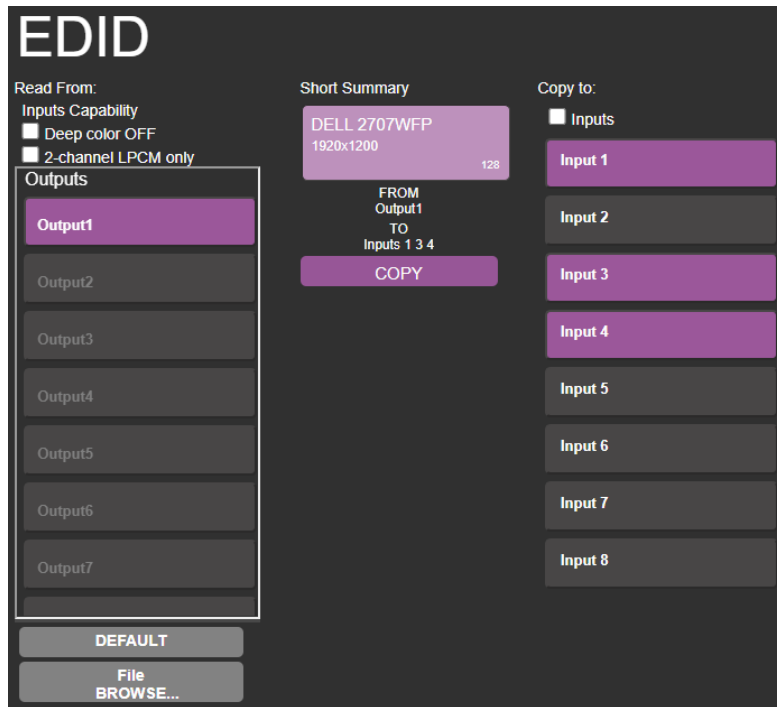 EDID
Read From:
Inputs Capability
Deep color OFF
2-channel LPCM only
Outputs
Output1
Output2
Output3
Output4
Output5
Output6
Output7
DEFAULT
File
BROWSE...
Short Summary
DELL 2707WFP
1920x1200
128
FROM
Output1
TO
Inputs 1 3 4
COPY
Copy to:
Inputs
Input 1
Input 2
Input 3
Input 4
Input 5
Input 6
Input 7
Input 8